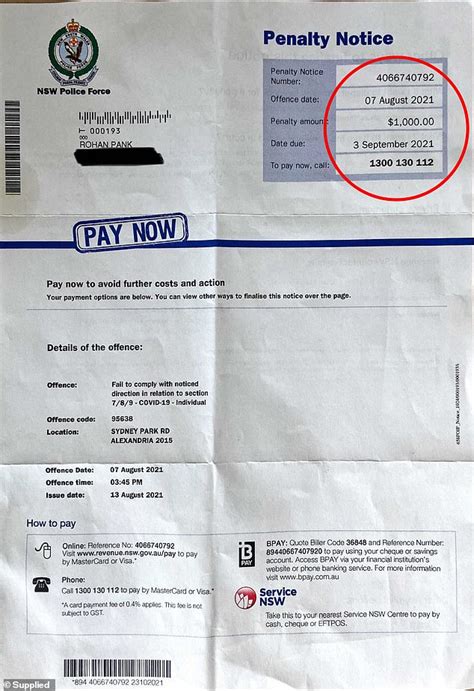 Penalty Notice
NSW Police Force
Penalty Notice Number: 4066740792
Offence date: 07 August 2021
Penalty amount: $1,000.00
Date due: 3 September 2021
To pay now, call: 1300 130 112
T 000193
000
ROHAN PANK
PAY NOW
Pay now to avoid further costs and action
Your payment options are below. You can view other ways to finalise this notice over the page.
Details of the offence:
Offence: Fail to comply with noticed
direction in relation to section
7/8/9 - COVID-19 - Individual
Offence code: 95638
Location: SYDNEY PARK RD
ALEXANDRIA 2015
Offence Date: 07 August 2021
Offence time: 03:45 PM
Issue date: 13 August 2021
How to pay
Online: Reference No: 4066740792
Visit www.revenue.nsw.gov.au/pay to pay
by MasterCard or Visa.*
Phone:
Call 1300 130 112 to pay
by MasterCard or Visa.*
*A card payment fee of 0.4% applies. This fee is not
subject to GST.
B
PAY
BPAY: Quote Biller Code 36848 and Reference Number:
89440667407920 to pay using your cheque or savings
account. Access BPAY via your financial institution's
website or phone banking service. For more information
visit www.bpay.com.au
Service
NSW
Take this to your nearest Service NSW Centre to pay by
cash, cheque or EFTPOS.
*894 4066740792 23102021
© Supplied